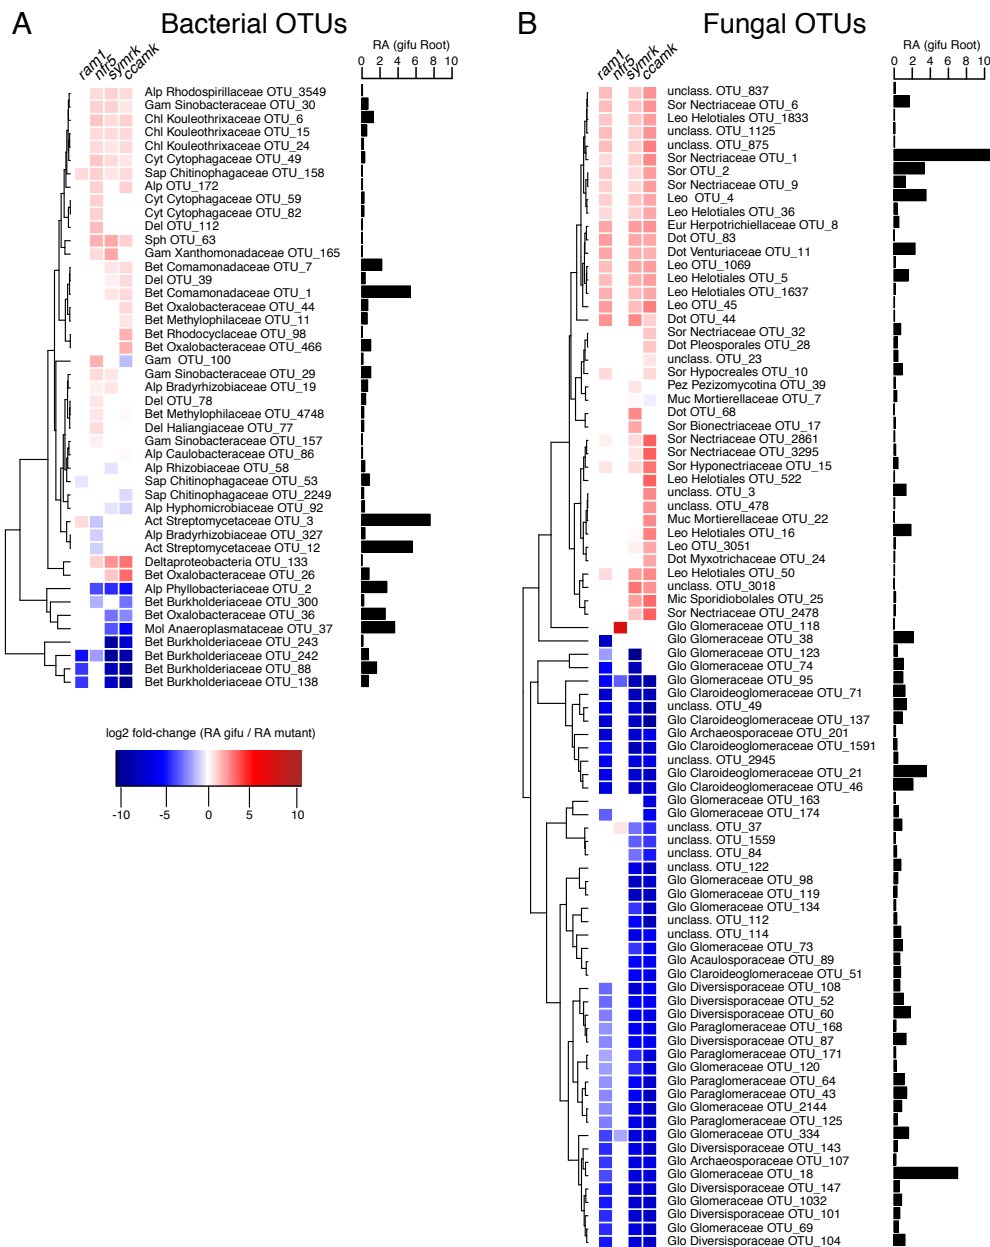 A
Bacterial OTUs
ram1
nfr5
symrk
ccamk
RA (gifu Root)
0 2 4 6 8 10
Alp Rhodospirillaceae OTU_3549
Gam Sinobacteraceae OTU_30
Chl Kouleothrixaceae OTU_6
Chl Kouleothrixaceae OTU_15
Chl Kouleothrixaceae OTU_24
Cyt Cytophagaceae OTU_49
Sap Chitinophagaceae OTU_158
Alp OTU_172
Cyt Cytophagaceae OTU_59
Cyt Cytophagaceae OTU_82
Del OTU_112
Sph OTU_63
Gam Xanthomonadaceae OTU_165
Bet Comamonadaceae OTU_7
Del OTU_39
Bet Comamonadaceae OTU_1
Bet Oxalobacteraceae OTU_44
Bet Methylophilaceae OTU_11
Bet Rhodocyclaceae OTU_98
Bet Oxalobacteraceae OTU_466
Gam OTU_100
Gam Sinobacteraceae OTU_29
Alp Bradyrhizobiaceae OTU_19
Del OTU_78
Bet Methylophilaceae OTU_4748
Del Haliangiaceae OTU_77
Gam Sinobacteraceae OTU_157
Alp Caulobacteraceae OTU_86
Alp Rhizobiaceae OTU_58
Sap Chitinophagaceae OTU_53
Sap Chitinophagaceae OTU_2249
Alp Hyphomicrobiaceae OTU_92
Act Streptomycetaceae OTU_3
Alp Bradyrhizobiaceae OTU_327
Act Streptomycetaceae OTU_12
Deltaproteobacteria OTU_133
Bet Oxalobacteraceae OTU_26
Alp Phyllobacteriaceae OTU_2
Bet Burkholderiaceae OTU_300
Bet Oxalobacteraceae OTU_36
Mol Anaeroplasmataceae OTU_37
Bet Burkholderiaceae OTU_243
Bet Burkholderiaceae OTU_242
Bet Burkholderiaceae OTU_88
Bet Burkholderiaceae OTU_138
log2 fold-change (RA gifu / RA mutant)
-10 -5 0 5 10
B
Fungal OTUs
ram1
nfr5
symrk
ccamk
RA (gifu Root)
0 2 4 6 8 10
unclass. OTU_837
Sor Nectriaceae OTU_6
Leo Helotiales OTU_1833
unclass. OTU_1125
unclass. OTU_875
Sor Nectriaceae OTU_1
Sor OTU_2
Sor Nectriaceae OTU_9
Leo OTU_4
Leo Helotiales OTU_36
Eur Herpotrichiellaceae OTU_8
Dot OTU_83
Dot Venturiaceae OTU_11
Leo OTU_1069
Leo Helotiales OTU_5
Leo Helotiales OTU_1637
Leo OTU_45
Dot OTU_44
Sor Nectriaceae OTU_32
Dot Pleosporales OTU_28
unclass. OTU_23
Sor Hypocreales OTU_10
Pez Pezizomycotina OTU_39
Muc Mortierellaceae OTU_7
Dot OTU_68
Sor Bionectriaceae OTU_17
Sor Nectriaceae OTU_2861
Sor Nectriaceae OTU_3295
Sor Hyponectriaceae OTU_15
Leo Helotiales OTU_522
unclass. OTU_3
unclass. OTU_478
Muc Mortierellaceae OTU_22
Leo Helotiales OTU_16
Leo OTU_3051
Dot Myxotrichaceae OTU_24
Leo Helotiales OTU_50
unclass. OTU_3018
Mic Sporidiobolales OTU_25
Sor Nectriaceae OTU_2478
Glo Glomeraceae OTU_118
Glo Glomeraceae OTU_38
Glo Glomeraceae OTU_123
Glo Glomeraceae OTU_74
Glo Glomeraceae OTU_95
Glo Claroideoglomeraceae OTU_71
unclass. OTU_49
Glo Claroideoglomeraceae OTU_137
Glo Archaeosporaceae OTU_201
Glo Claroideoglomeraceae OTU_1591
unclass. OTU_2945
Glo Claroideoglomeraceae OTU_21
Glo Claroideoglomeraceae OTU_46
Glo Glomeraceae OTU_163
Glo Glomeraceae OTU_174
unclass. OTU_37
unclass. OTU_1559
unclass. OTU_84
unclass. OTU_122
Glo Glomeraceae OTU_98
Glo Glomeraceae OTU_119
Glo Glomeraceae OTU_134
unclass. OTU_112
unclass. OTU_114
Glo Glomeraceae OTU_73
Glo Acaulosporaceae OTU_89
Glo Claroideoglomeraceae OTU_51
Glo Diversisporaceae OTU_108
Glo Diversisporaceae OTU_52
Glo Diversisporaceae OTU_60
Glo Paraglomeraceae OTU_168
Glo Diversisporaceae OTU_87
Glo Paraglomeraceae OTU_171
Glo Glomeraceae OTU_120
Glo Paraglomeraceae OTU_64
Glo Paraglomeraceae OTU_43
Glo Glomeraceae OTU_2144
Glo Paraglomeraceae OTU_125
Glo Glomeraceae OTU_334
Glo Diversisporaceae OTU_143
Glo Archaeosporaceae OTU_107
Glo Glomeraceae OTU_18
Glo Diversisporaceae OTU_147
Glo Glomeraceae OTU_1032
Glo Diversisporaceae OTU_101
Glo Glomeraceae OTU_69
Glo Diversisporaceae OTU_104